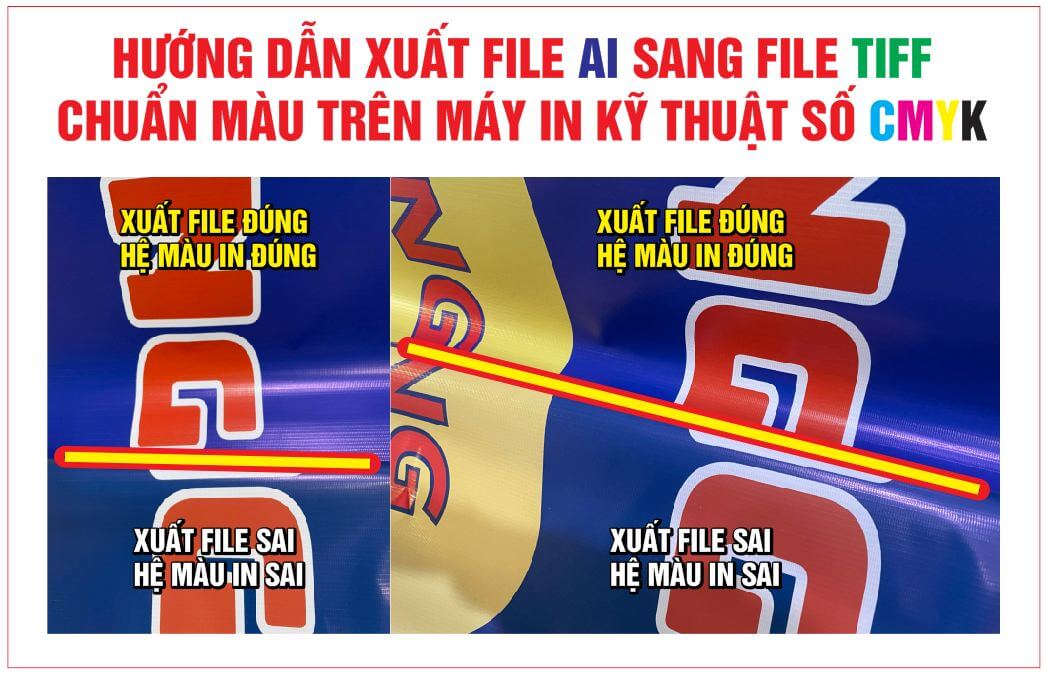 HƯỚNG DẪN XUẤT FILE AI SANG FILE TIFF
CHUẨN MÀU TRÊN MÁY IN KỸ THUẬT SỐ CMYK
XUẤT FILE ĐÚNG
HỆ MÀU IN ĐÚNG
XUẤT FILE SAI
HỆ MÀU IN SAI
XUẤT FILE ĐÚNG
HỆ MÀU IN ĐÚNG
XUẤT FILE SAI
HỆ MÀU IN SAI